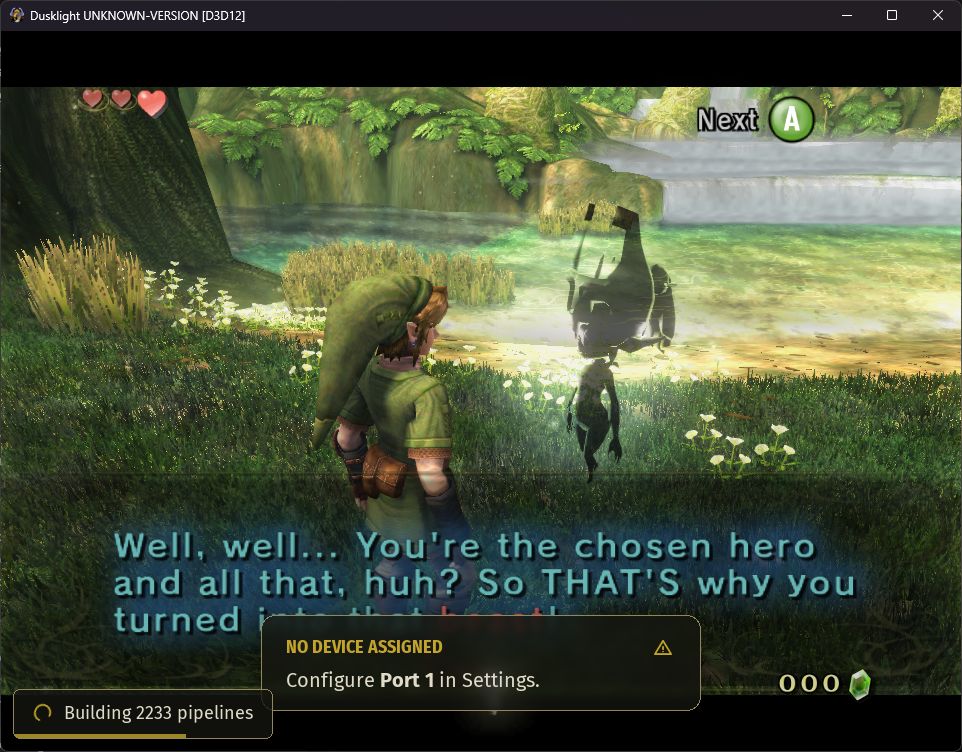 Dusklight UNKNOWN-VERSION [D3D12]
Next A
Well, well... You're the chosen hero
and all that, huh? So THAT'S why you
turned
NO DEVICE ASSIGNED
Configure Port 1 in Settings.
000
Building 2233 pipelines